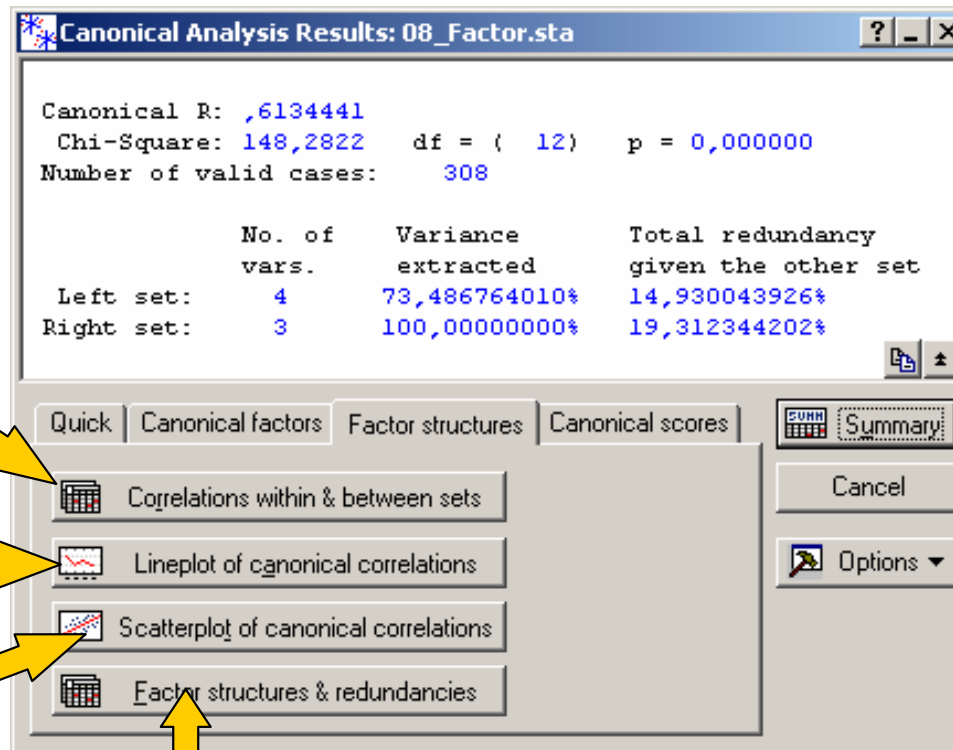 Canonical Analysis Results: 08_Factor.sta
Canonical R: ,6134441
Chi-Square: 148,2822 df = ( 12) p = 0,000000
Number of valid cases: 308
No. of Variance Total redundancy
vars. extracted given the other set
Left set: 4 73,486764010% 14,930043926%
Right set: 3 100,00000000% 19,312344202%
Quick Canonical factors Factor structures Canonical scores
SUMM Summary
Correlations within & between sets
Cancel
Lineplot of canonical correlations
Options
Scatterplot of canonical correlations
Factor structures & redundancies